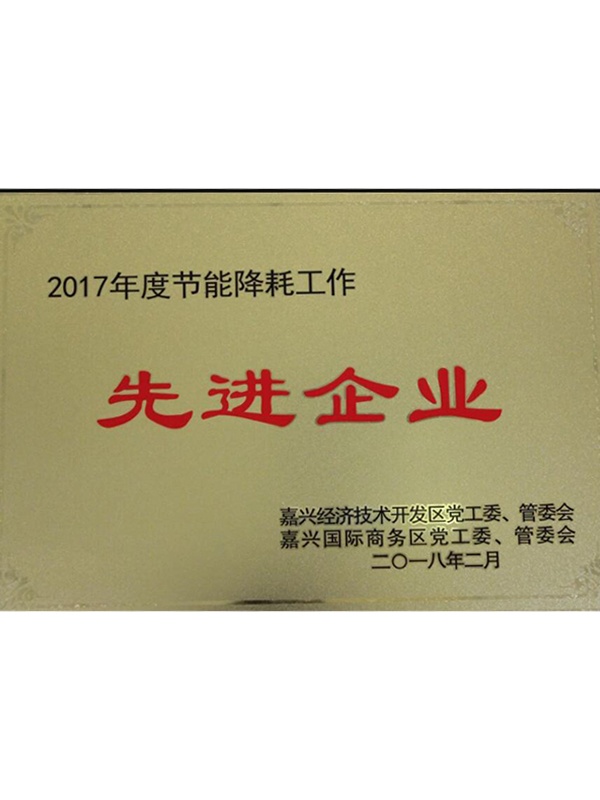 2017年度节能降耗工作
先进企业
嘉兴经济技术开发区党工委、管委会
嘉兴国际商务区党工委、管委会
二〇一八年二月